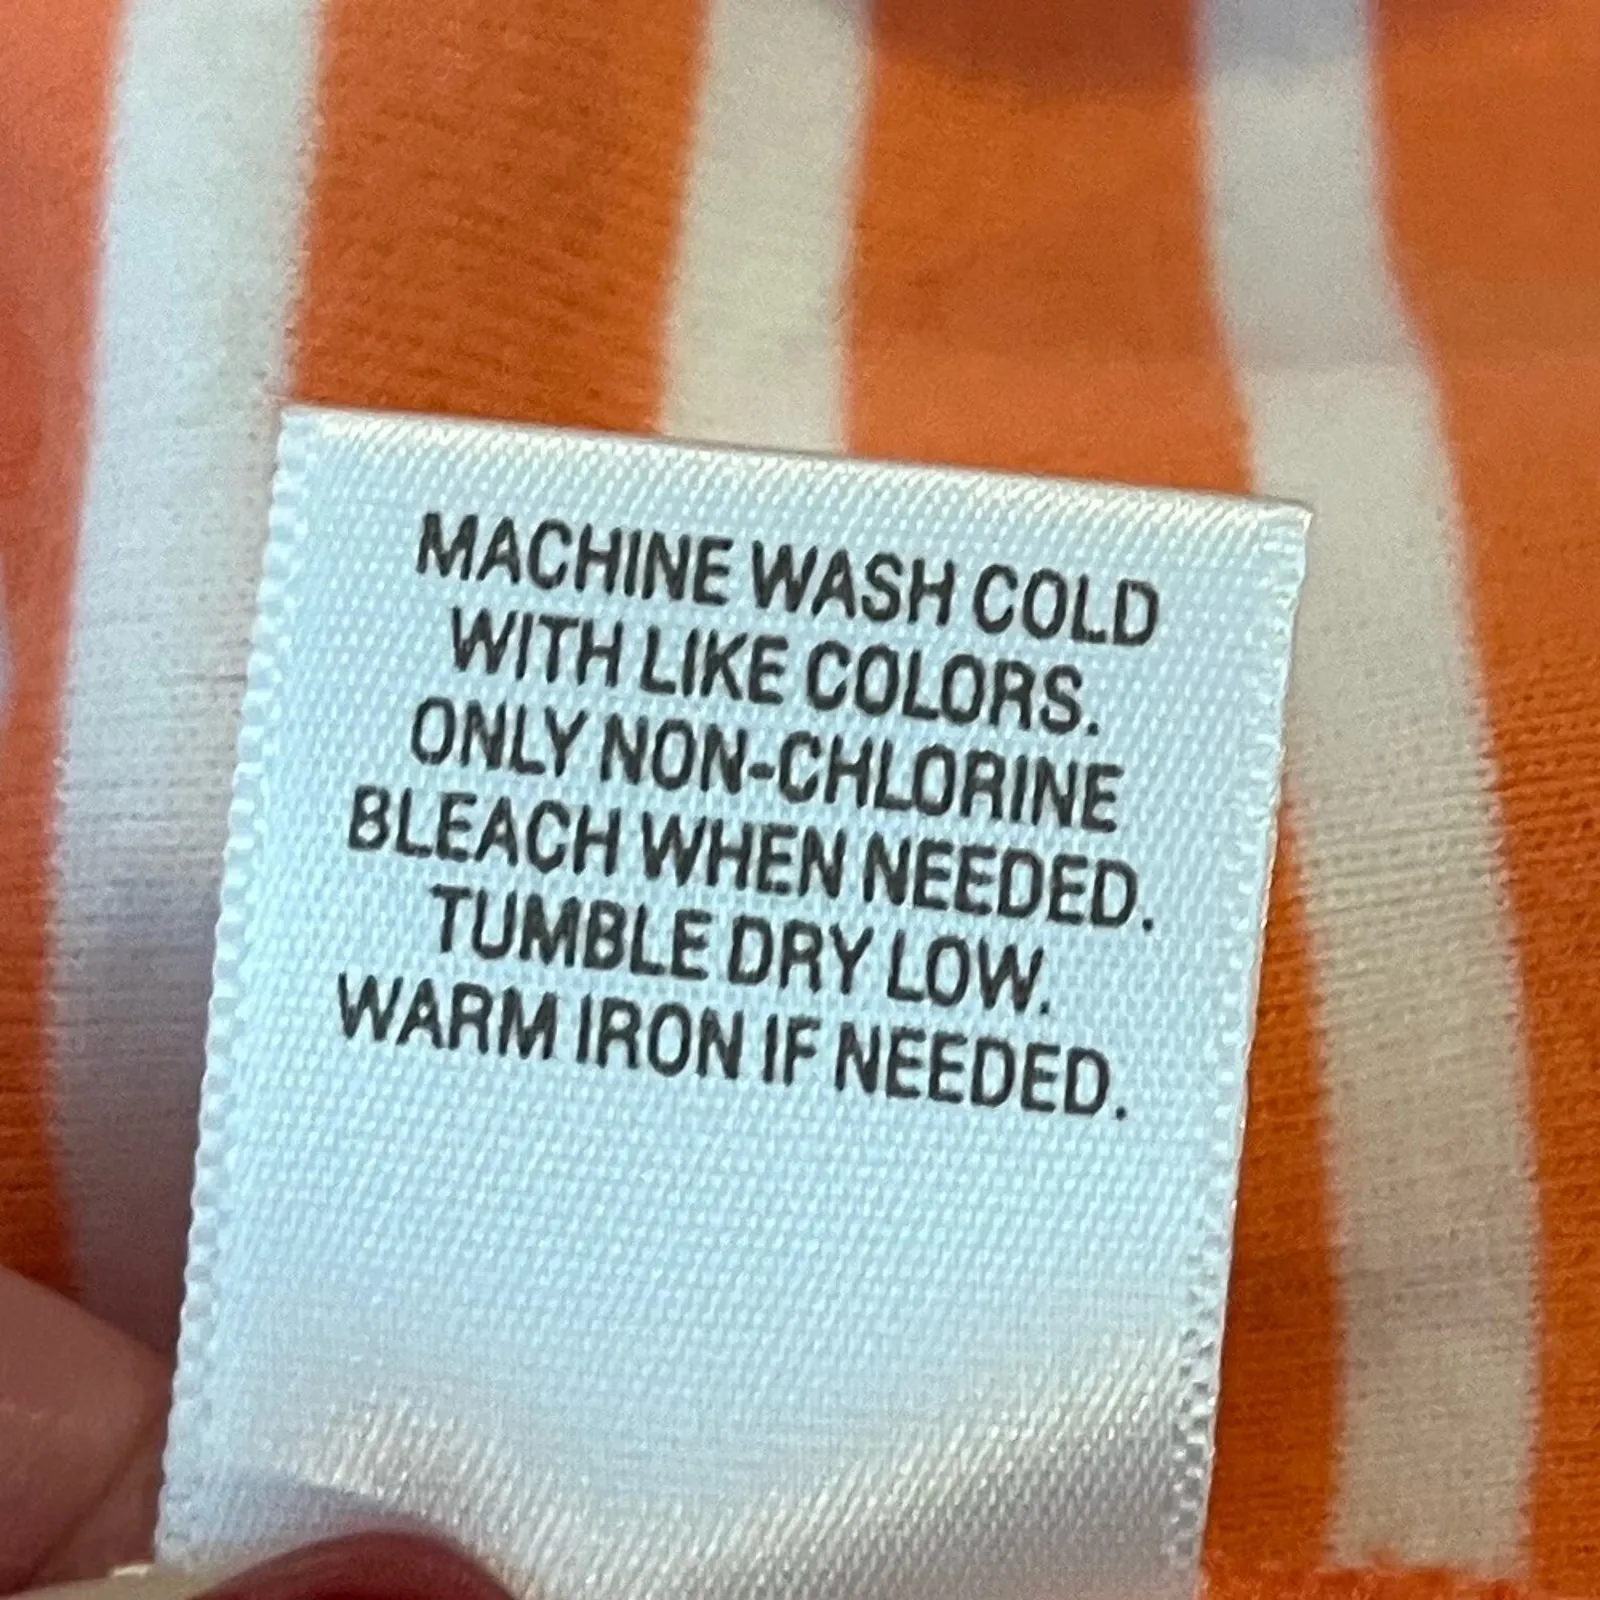 MACHINE WASH COLD
WITH LIKE COLORS.
ONLY NON-CHLORINE
BLEACH WHEN NEEDED.
TUMBLE DRY LOW.
WARM IRON IF NEEDED.